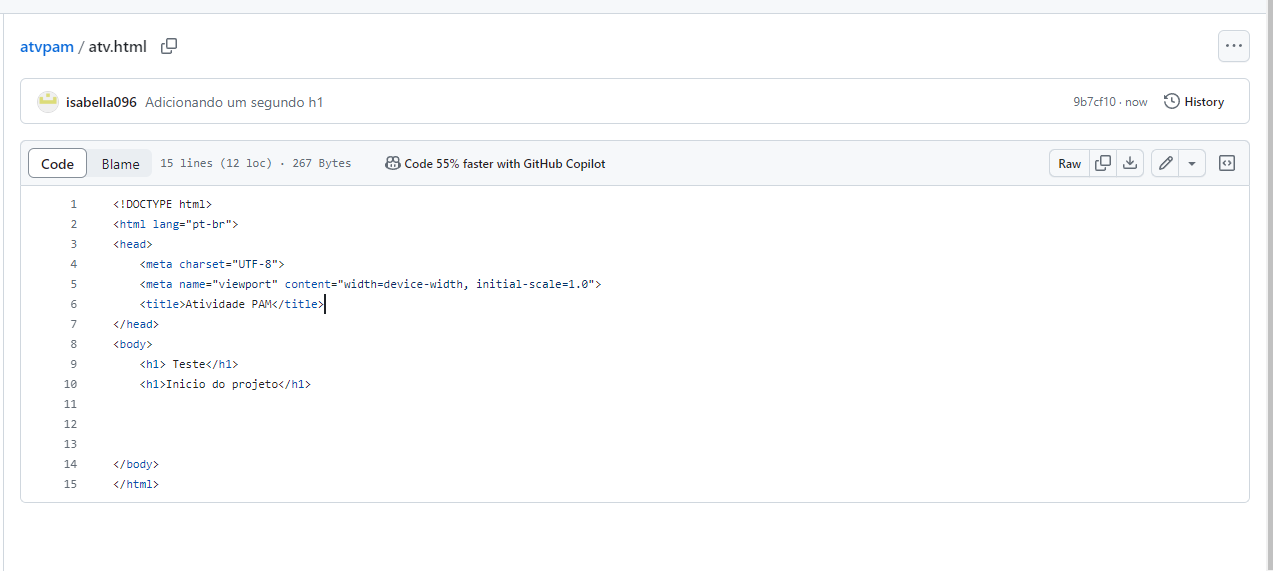 atvpam / atv.html
isabella096 Adicionando um segundo h1 9b7cf10 · now History
Code Blame 15 lines (12 loc) · 267 Bytes Code 55% faster with GitHub Copilot Raw
1 <!DOCTYPE html>
2 <html lang="pt-br">
3 <head>
4 <meta charset="UTF-8">
5 <meta name="viewport" content="width=device-width, initial-scale=1.0">
6 <title>Atividade PAM</title>
7 </head>
8 <body>
9 <h1> Teste</h1>
10 <h1>Inicio do projeto</h1>
11
12
13
14 </body>
15 </html>